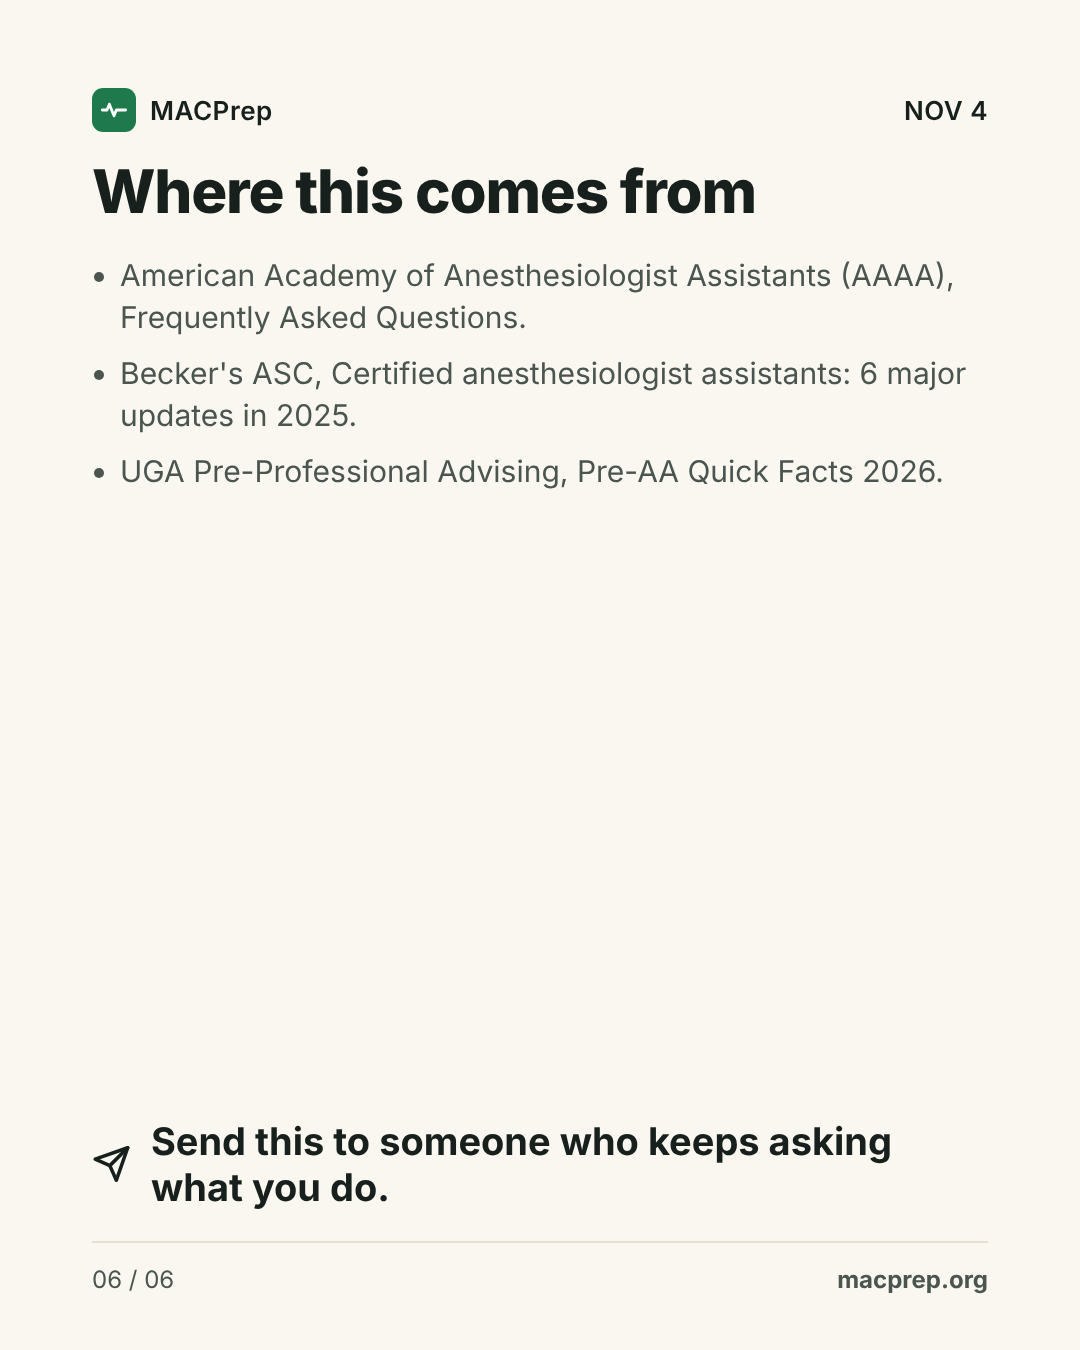 MACPrep
NOV 4
Where this comes from
• American Academy of Anesthesiologist Assistants (AAAA),
Frequently Asked Questions.
• Becker's ASC, Certified anesthesiologist assistants: 6 major
updates in 2025.
• UGA Pre-Professional Advising, Pre-AA Quick Facts 2026.
Send this to someone who keeps asking
what you do.
06 / 06
macprep.org